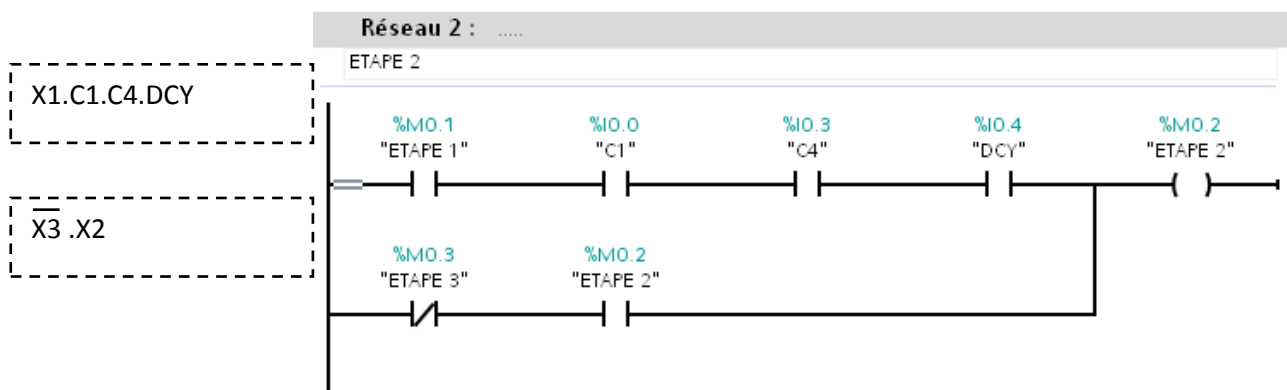 Réseau 2 : .....
ETAPE 2
X1.C1.C4.DCY
%M0.1 %I0.0 %I0.3 %I0.4 %M0.2
"ETAPE 1" "C1" "C4" "DCY" "ETAPE 2"
X̅3̅ .X2
%M0.3 %M0.2
"ETAPE 3" "ETAPE 2"